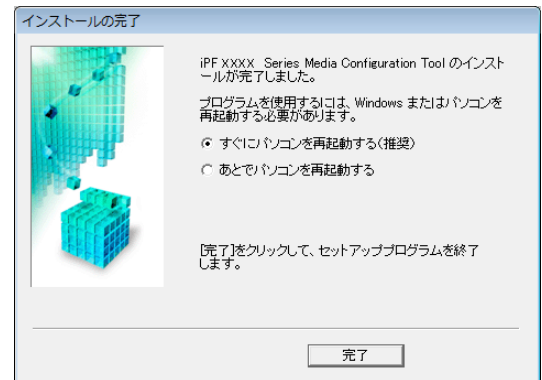 インストールの完了
iPF XXXX Series Media Configuration Tool のインスト
ールが完了しました。
プログラムを使用するには、Windows またはパソコンを
再起動する必要があります。
すぐにパソコンを再起動する(推奨)
あとでパソコンを再起動する
[完了]をクリックして、セットアッププログラムを終了
します。
完了